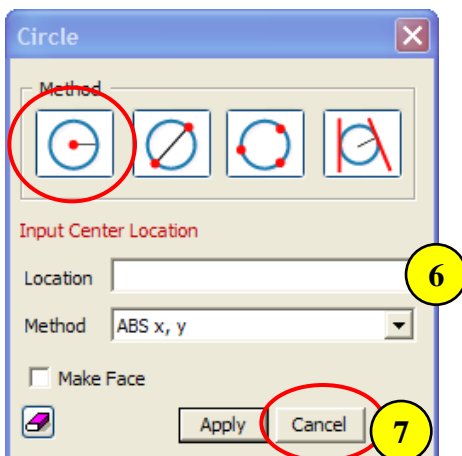 Circle
Method
Input Center Location
Location
6
Method ABS x, y
Make Face
Apply Cancel 7